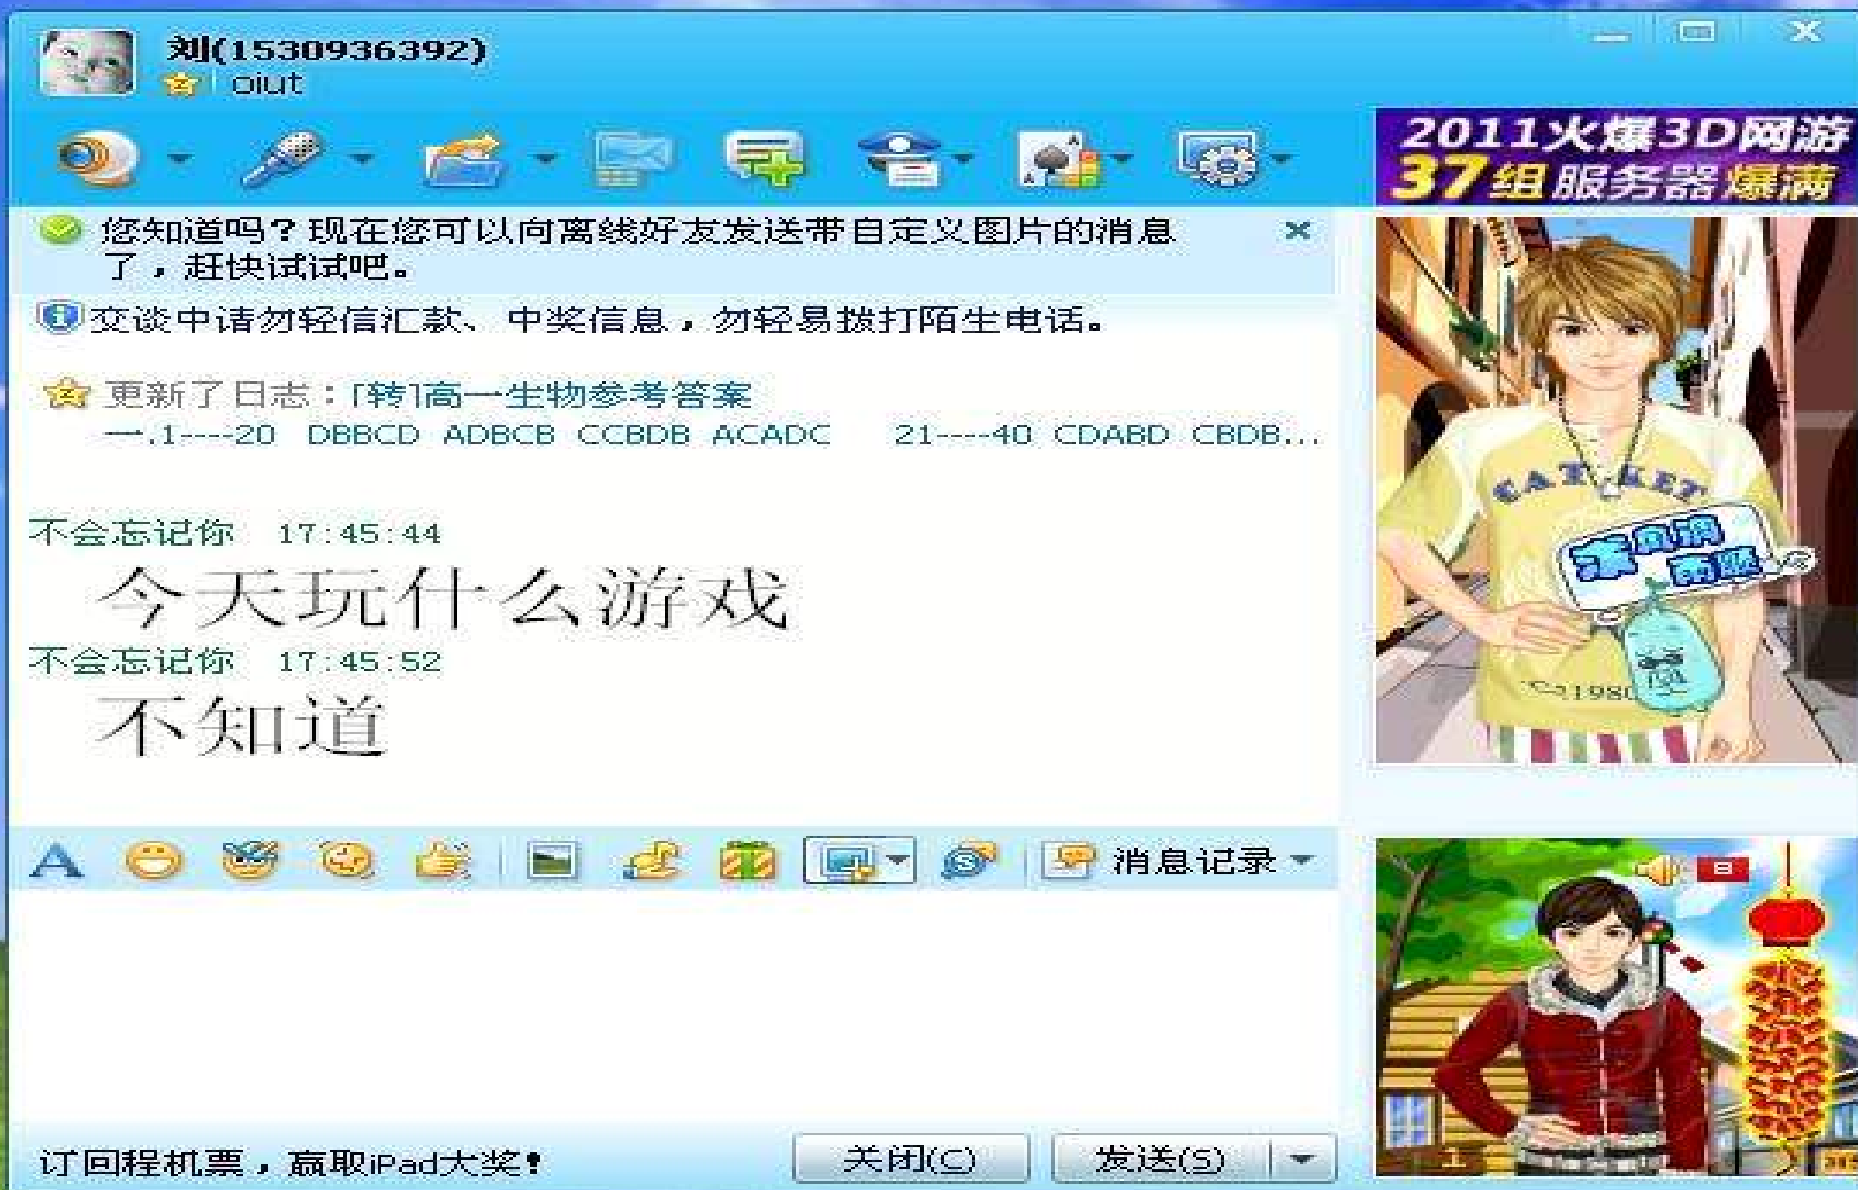 刘(1530936392)
oiut
2011火爆3D网游
37组服务器爆满
您知道吗？现在您可以向离线好友发送带自定义图片的消息
了，赶快试试吧。
交谈中请勿轻信汇款、中奖信息，勿轻易拨打陌生电话。
更新了日志：[转]高一生物参考答案
一.1----20 DBBCD ADBCB CCBDB ACADC 21----40 CDABD CBDB...
不会忘记你 17:45:44
今天玩什么游戏
不会忘记你 17:45:52
不知道
消息记录
订回程机票，赢取iPad大奖！
关闭(C)
发送(S)